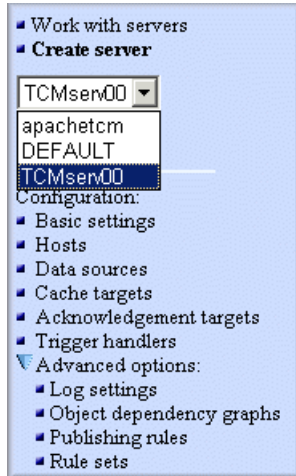 Work with servers
Create server
TCMserv00
apachetcm
DEFAULT
TCMserv00
Configuration:
Basic settings
Hosts
Data sources
Cache targets
Acknowledgement targets
Trigger handlers
Advanced options:
Log settings
Object dependency graphs
Publishing rules
Rule sets